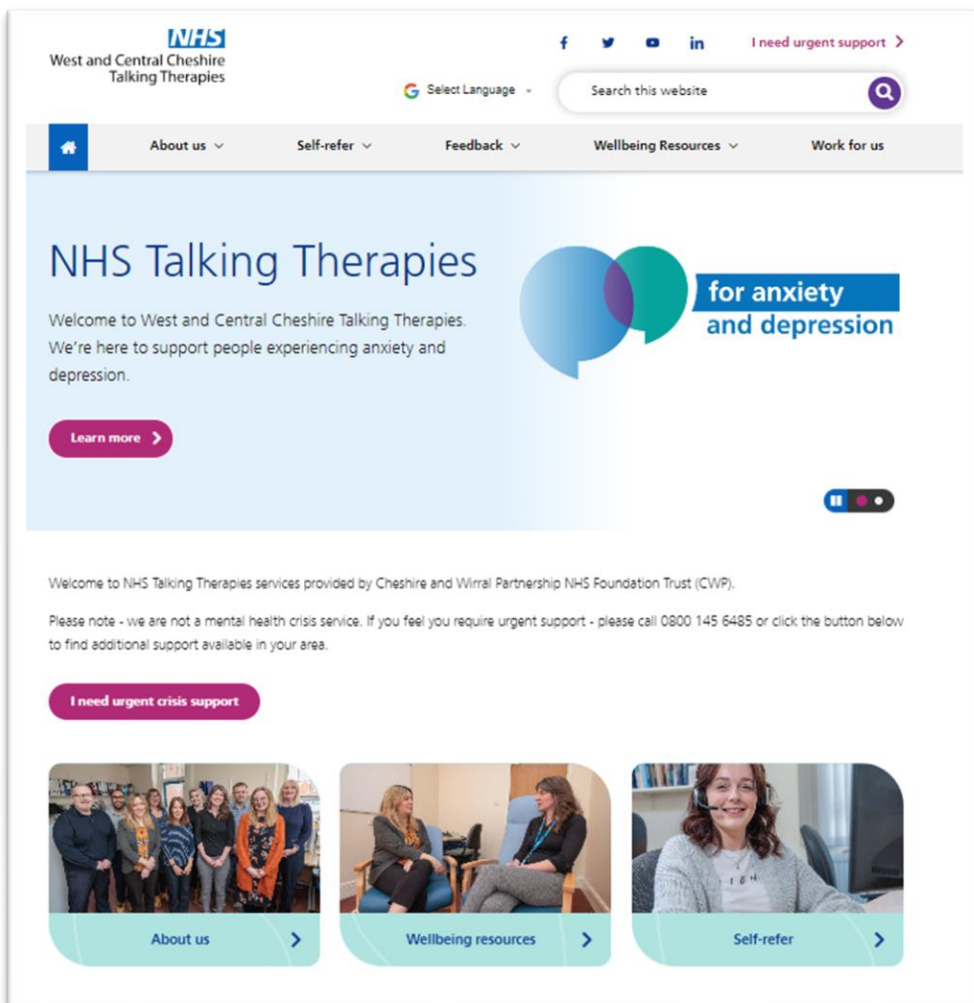 NHS
West and Central Cheshire
Talking Therapies
f
in
I need urgent support
G Select Language
Search this website
About us
Self-refer
Feedback
Wellbeing Resources
Work for us
NHS Talking Therapies
for anxiety
and depression
Welcome to West and Central Cheshire Talking Therapies.
We're here to support people experiencing anxiety and
depression.
Learn more
Welcome to NHS Talking Therapies services provided by Cheshire and Wirral Partnership NHS Foundation Trust (CWP).
Please note - we are not a mental health crisis service. If you feel you require urgent support - please call 0800 145 6485 or click the button below
to find additional support available in your area.
I need urgent crisis support
About us
Wellbeing resources
Self-refer